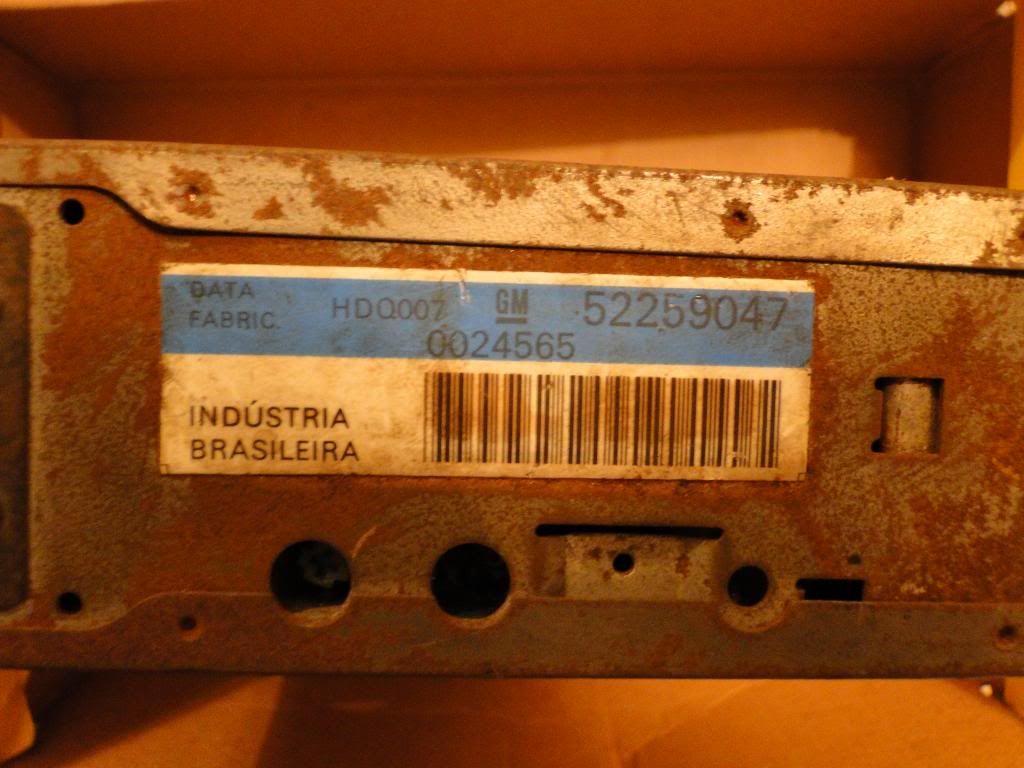 DATA HDQ007 GM 52259047
FABRIC.
0024565
INDÚSTRIA
BRASILEIRA